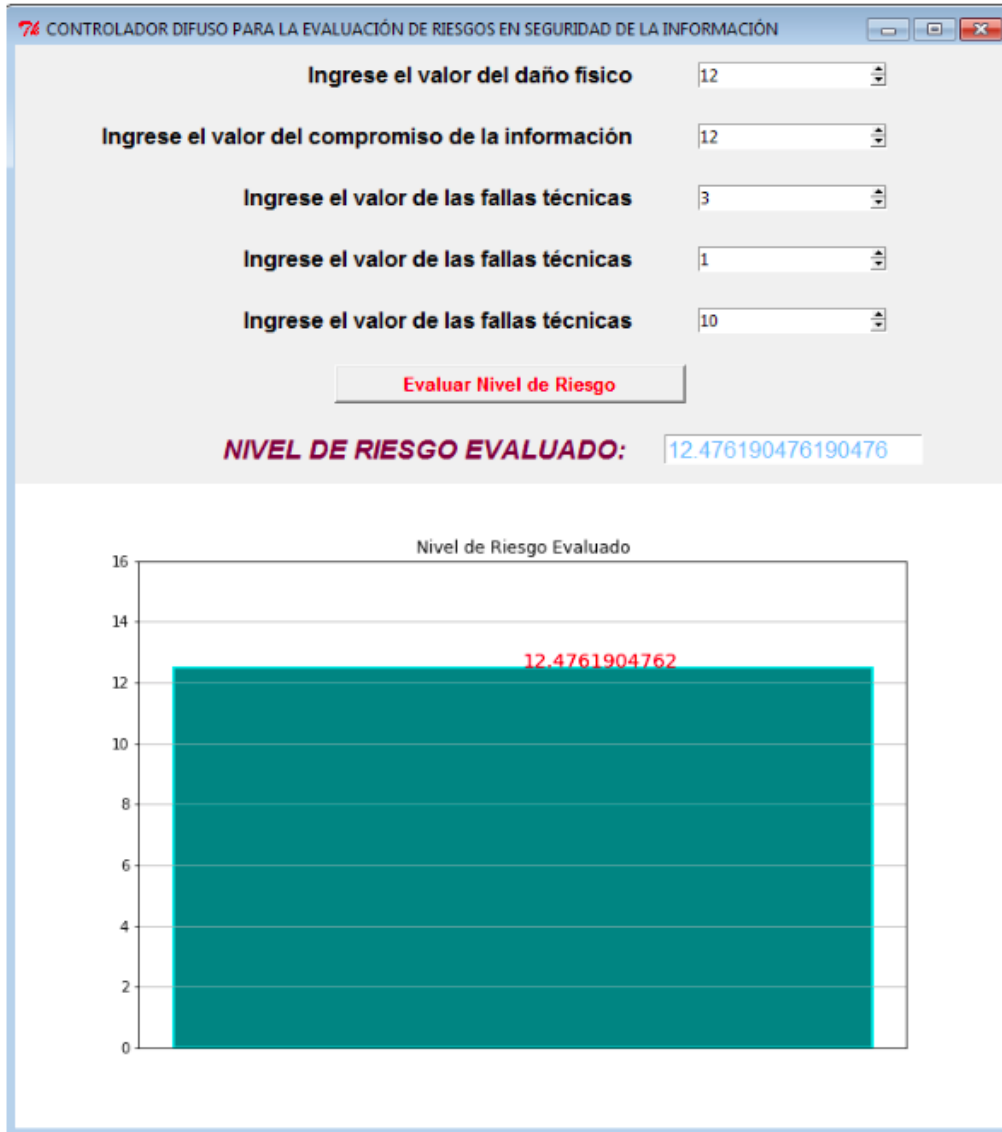 CONTROLADOR DIFUSO PARA LA EVALUACIÓN DE RIESGOS EN SEGURIDAD DE LA INFORMACIÓN
Ingrese el valor del daño físico 12
Ingrese el valor del compromiso de la información 12
Ingrese el valor de las fallas técnicas 3
Ingrese el valor de las fallas técnicas 1
Ingrese el valor de las fallas técnicas 10
Evaluar Nivel de Riesgo
NIVEL DE RIESGO EVALUADO: 12.476190476190476
Nivel de Riesgo Evaluado
16
14
12.4761904762
12
10
8
6
4
2
0